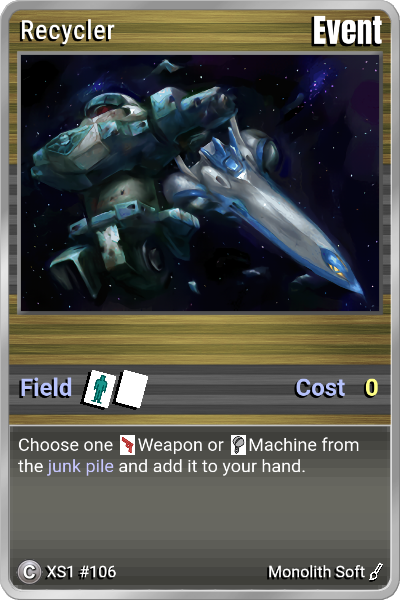 Recycler Event
Field Cost 0
Choose one Weapon or Machine from
the junk pile and add it to your hand.
C XS1 #106 Monolith Soft